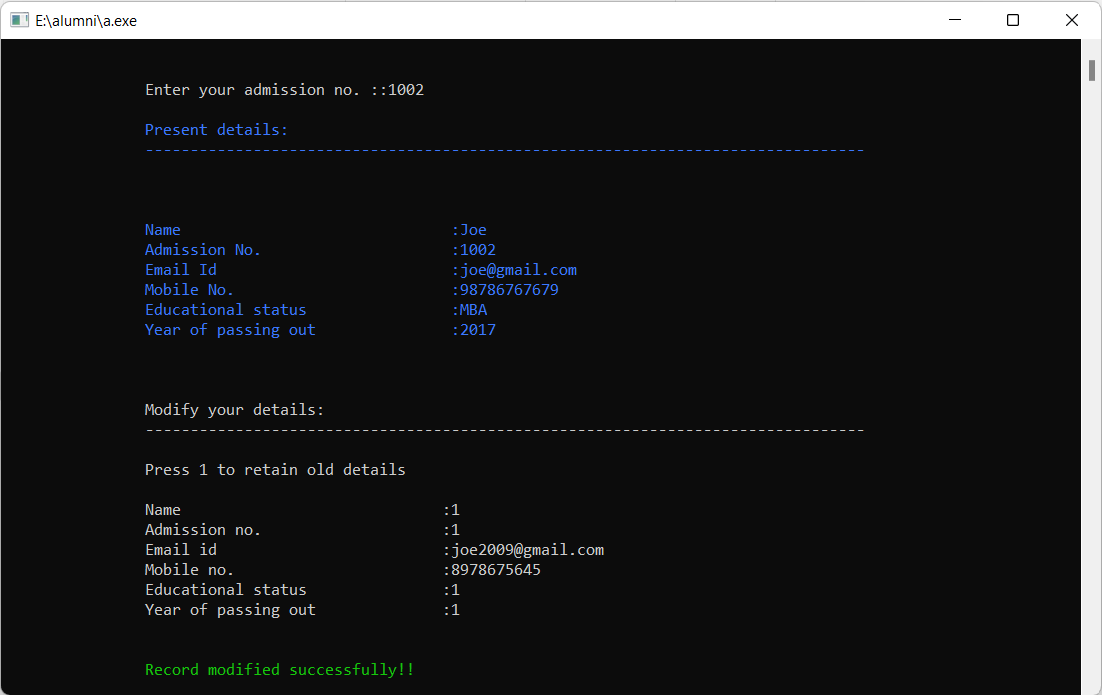 E:\alumni\a.exe
Enter your admission no. ::1002
Present details:
--------------------------------------------------------------------------------
Name :Joe
Admission No. :1002
Email Id :joe@gmail.com
Mobile No. :98786767679
Educational status :MBA
Year of passing out :2017
Modify your details:
--------------------------------------------------------------------------------
Press 1 to retain old details
Name :1
Admission no. :1
Email id :joe2009@gmail.com
Mobile no. :8978675645
Educational status :1
Year of passing out :1
Record modified successfully!!